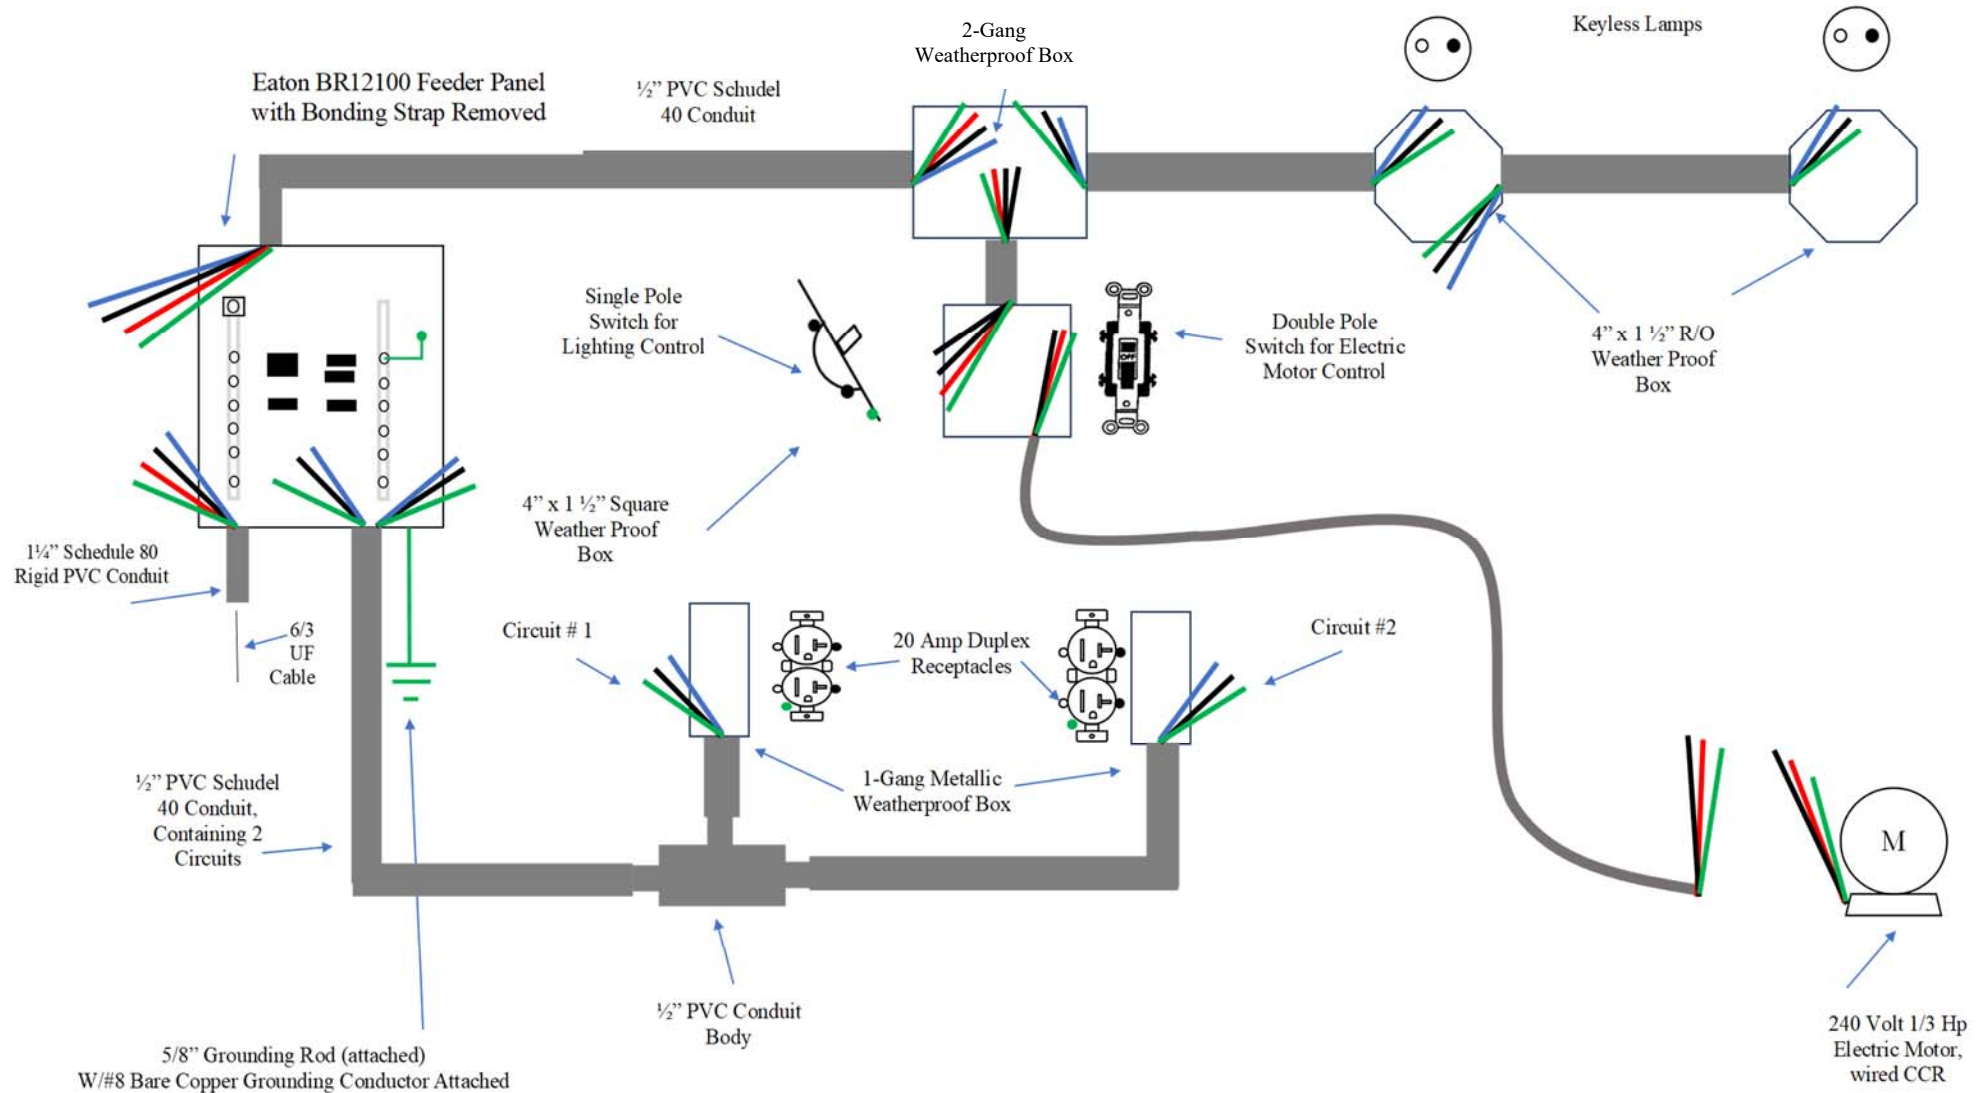 2-Gang
Weatherproof Box
Keyless Lamps
Eaton BR12100 Feeder Panel
with Bonding Strap Removed
½” PVC Schudel
40 Conduit
Single Pole
Switch for
Lighting Control
OFF
Double Pole
Switch for Electric
Motor Control
4” x 1 ½” R/O
Weather Proof
Box
4” x 1 ½” Square
Weather Proof
Box
1¼” Schedule 80
Rigid PVC Conduit
6/3
UF
Cable
Circuit # 1
20 Amp Duplex
Receptacles
Circuit #2
½” PVC Schudel
40 Conduit,
Containing 2
Circuits
1-Gang Metallic
Weatherproof Box
M
½” PVC Conduit
Body
240 Volt 1/3 Hp
Electric Motor,
wired CCR
5/8” Grounding Rod (attached)
W/#8 Bare Copper Grounding Conductor Attached